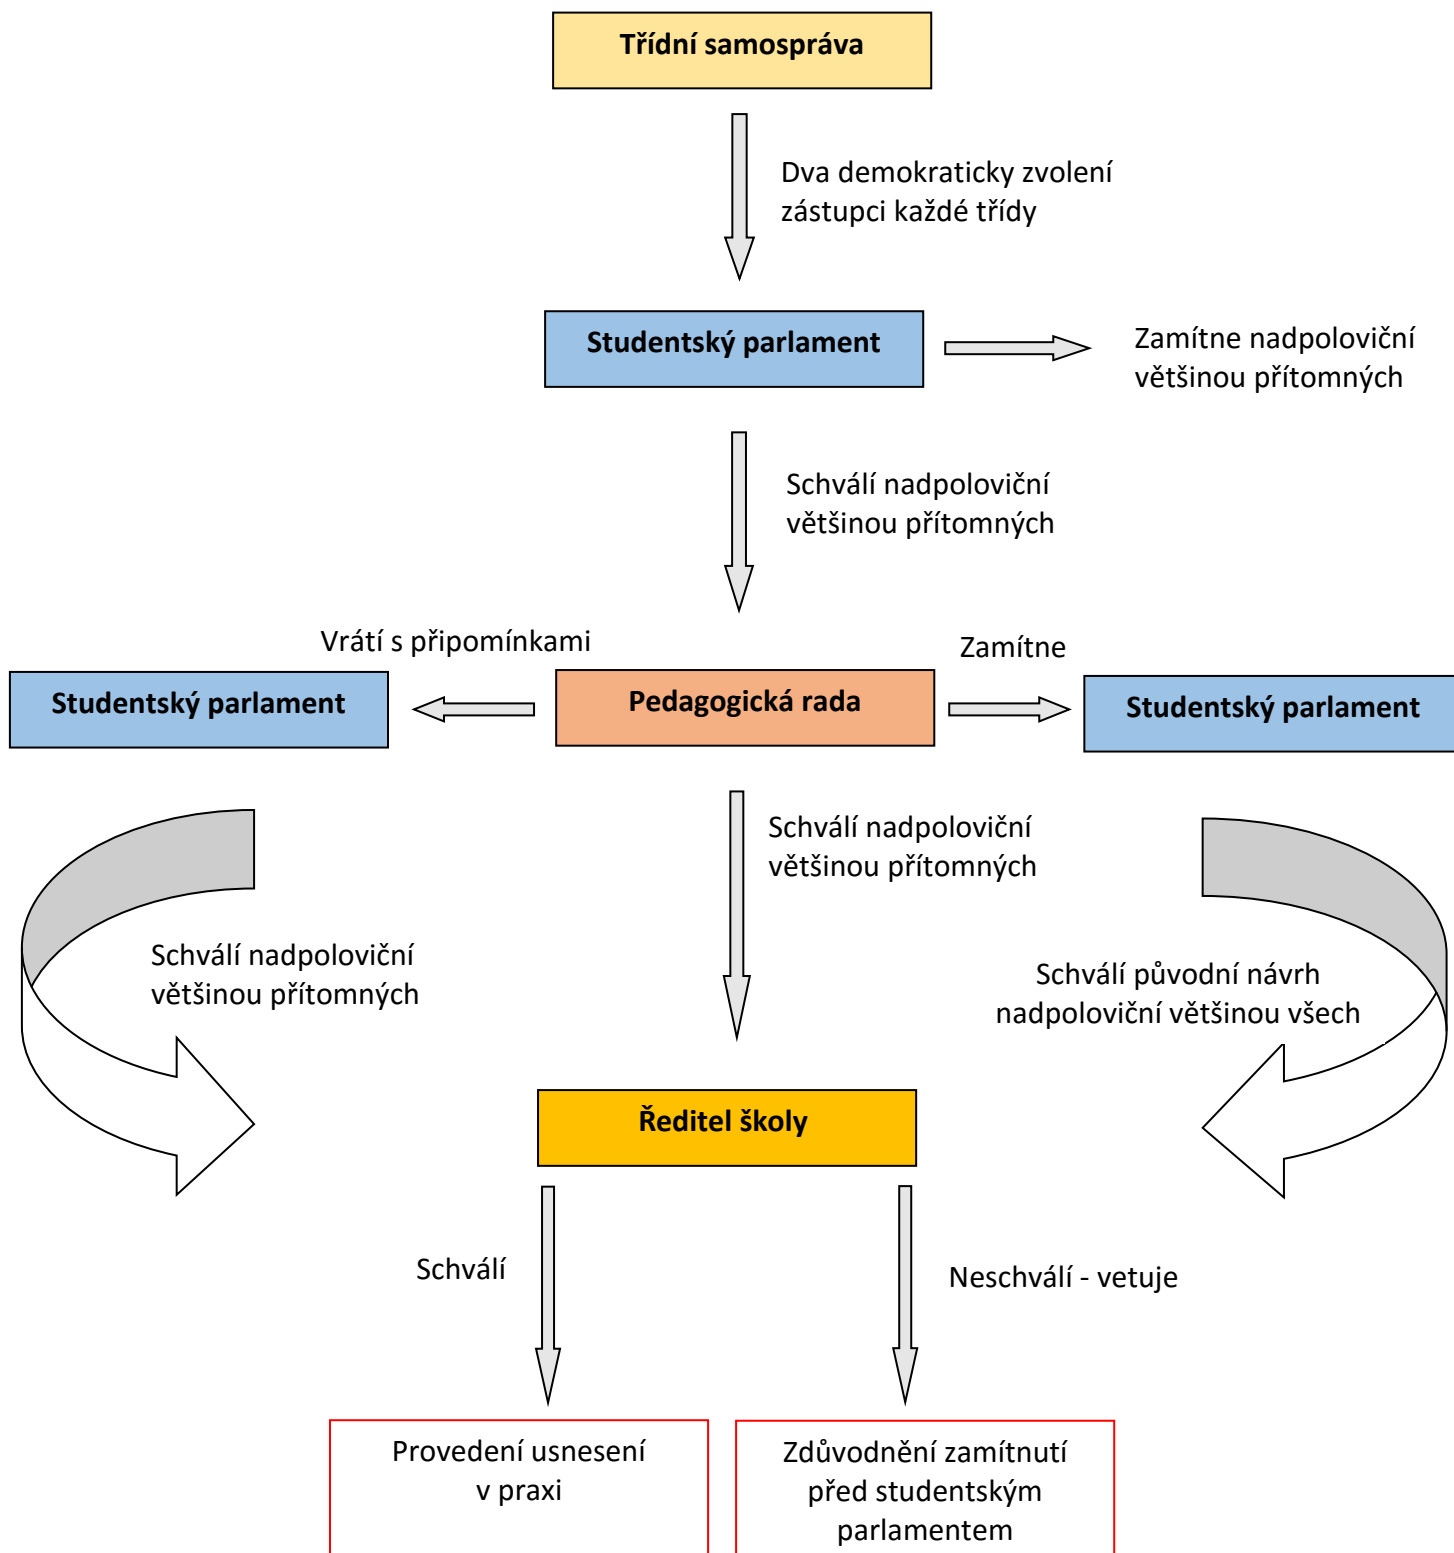 Třídní samospráva
Dva demokraticky zvolení
zástupci každé třídy
Studentský parlament
Zamítne nadpoloviční
většinou přítomných
Schválí nadpoloviční
většinou přítomných
Vrátí s připomínkami
Zamítne
Studentský parlament
Pedagogická rada
Studentský parlament
Schválí nadpoloviční
většinou přítomných
Schválí nadpoloviční
většinou přítomných
Schválí původní návrh
nadpoloviční většinou všech
Ředitel školy
Schválí
Neschválí - vetuje
Provedení usnesení
v praxi
Zdůvodnění zamítnutí
před studentským
parlamentem